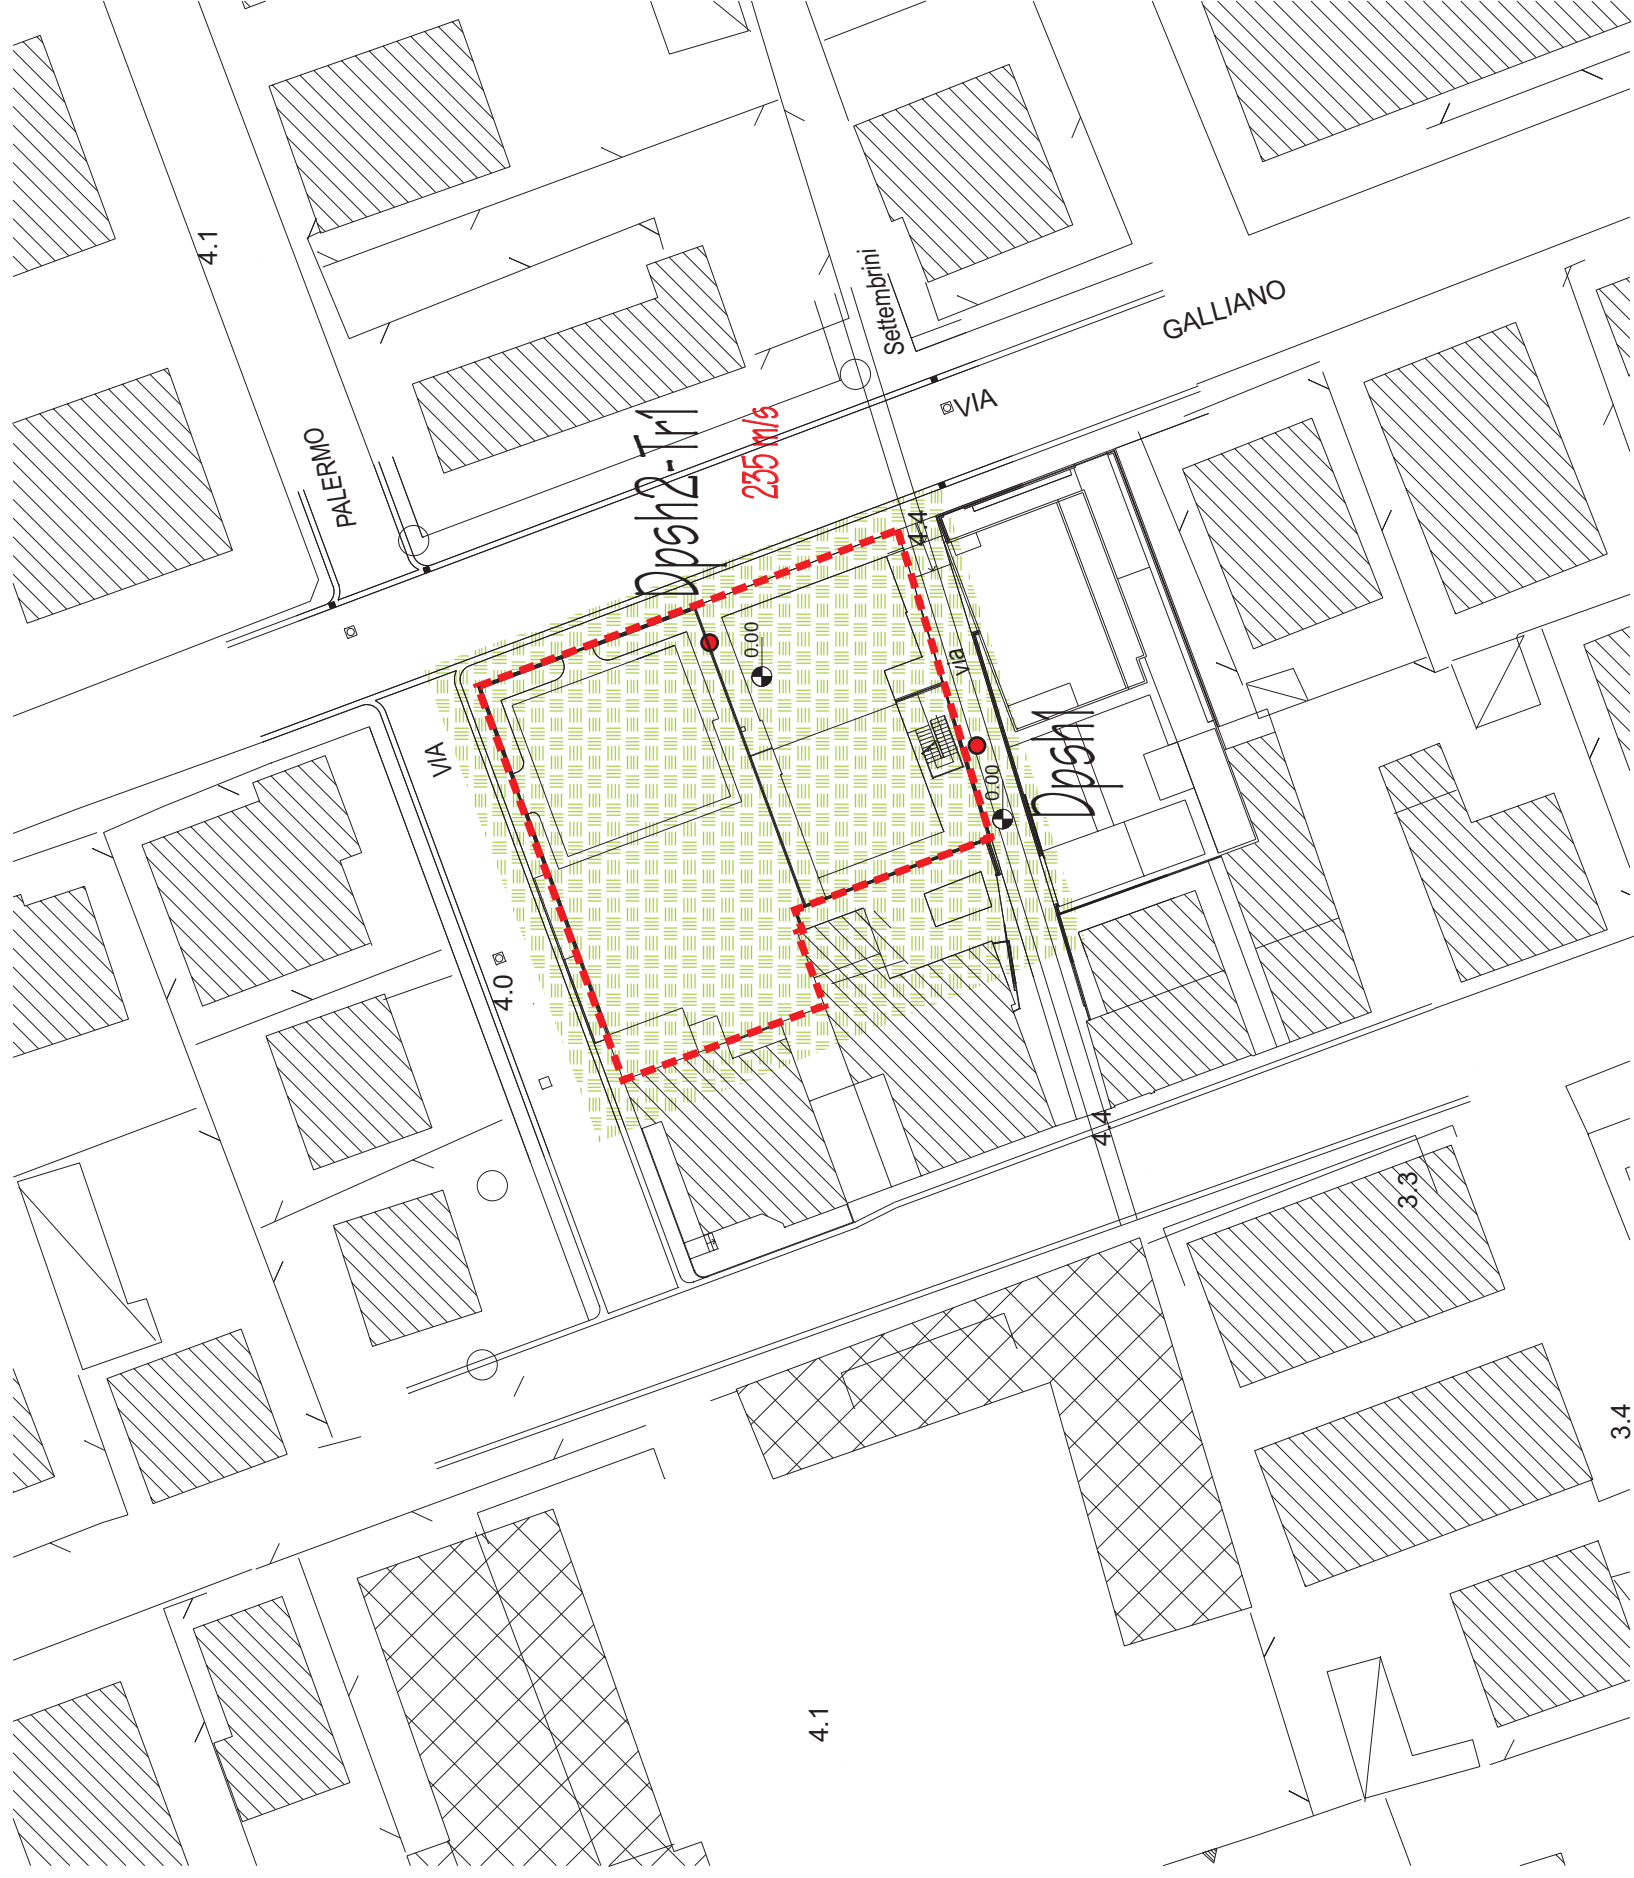 4.1
PALERMO
VIA
Settembrini
GALLIANO
VIA
Dpsh2-Tr1
235 m/s
4.4
0.00
via
0.00
Dpsh1
4.0
4.4
3.3
3.4
4.1